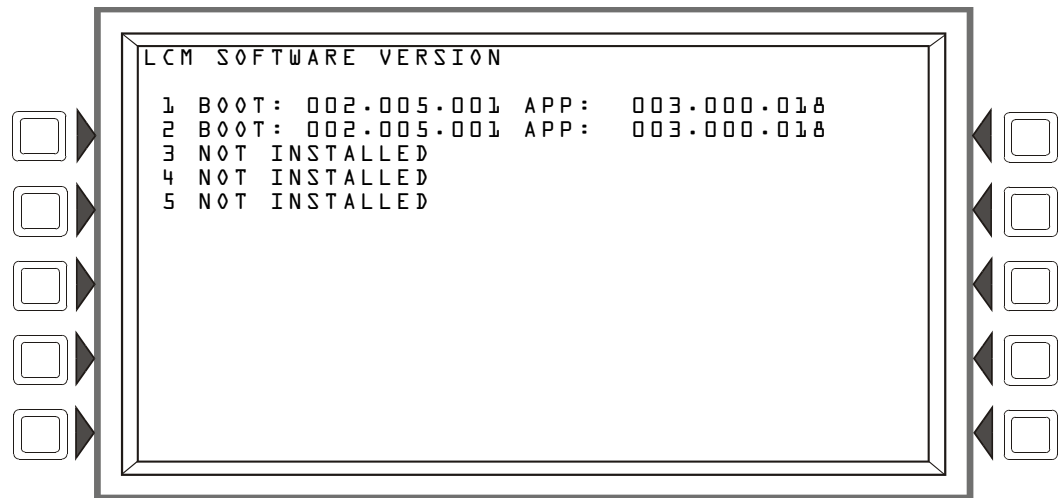 LCM SOFTWARE VERSION
1 BOOT: 002.005.001 APP: 003.000.018
2 BOOT: 002.005.001 APP: 003.000.018
3 NOT INSTALLED
4 NOT INSTALLED
5 NOT INSTALLED